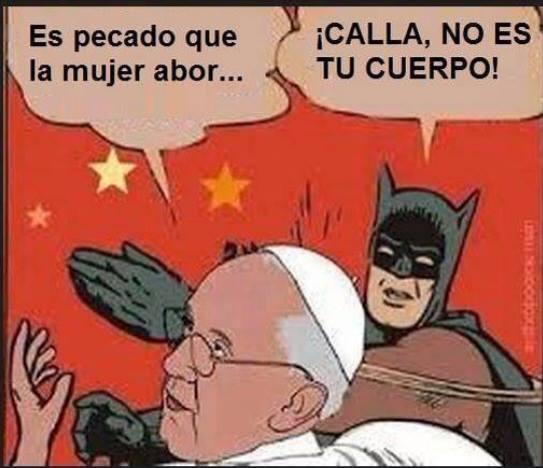 Es pecado que
la mujer abor...
¡CALLA, NO ES
TU CUERPO!